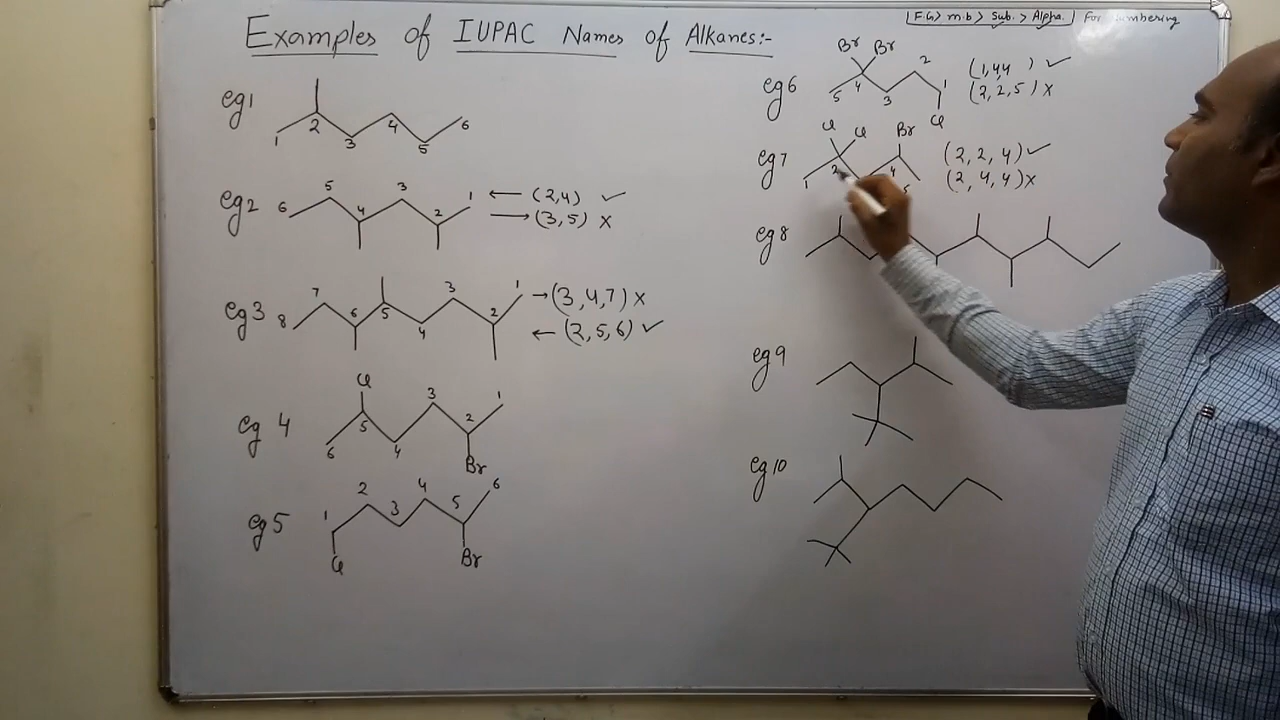 [F.G > m.b > Sub. > Alpha.] for numbering
Examples of IUPAC Names of Alkanes:-
eg1
1 2 3 4 5 6
eg2
6 5 4 3 2 1
← (2,4) ✓
→ (3,5) x
eg3
8 7 6 5 4 3 2 1
→ (3,4,7) x
← (2,5,6) ✓
eg 4
Cl
6 5 4 3 2 1
Br
eg5
1 2 3 4 5 6
Cl Br
eg6
Br Br
5 4 3 2 1
Cl
(1,4,4 ) ✓
(2,2,5) x
eg7
Cl Cl Br
1 2 4 5
(2,2,4) ✓
(2,4,4) x
eg8
eg9
eg10